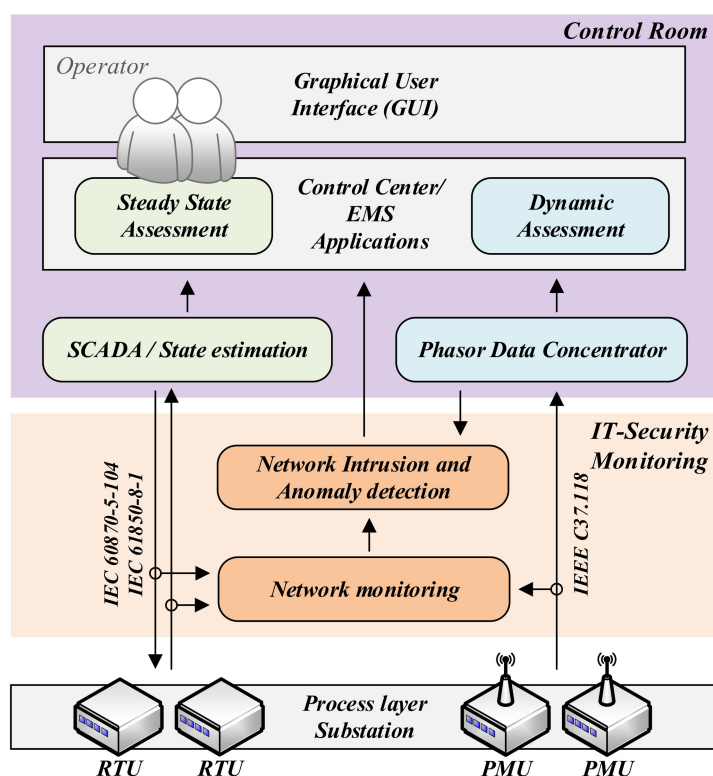 Control Room
Operator
Graphical User
Interface (GUI)
Steady State
Assessment
Control Center/
EMS
Applications
Dynamic
Assessment
SCADA / State estimation
Phasor Data Concentrator
IT-Security
Monitoring
Network Intrusion and
Anomaly detection
IEC 60870-5-104
IEC 61850-8-1
IEEE C37.118
Network monitoring
Process layer
Substation
RTU
RTU
PMU
PMU